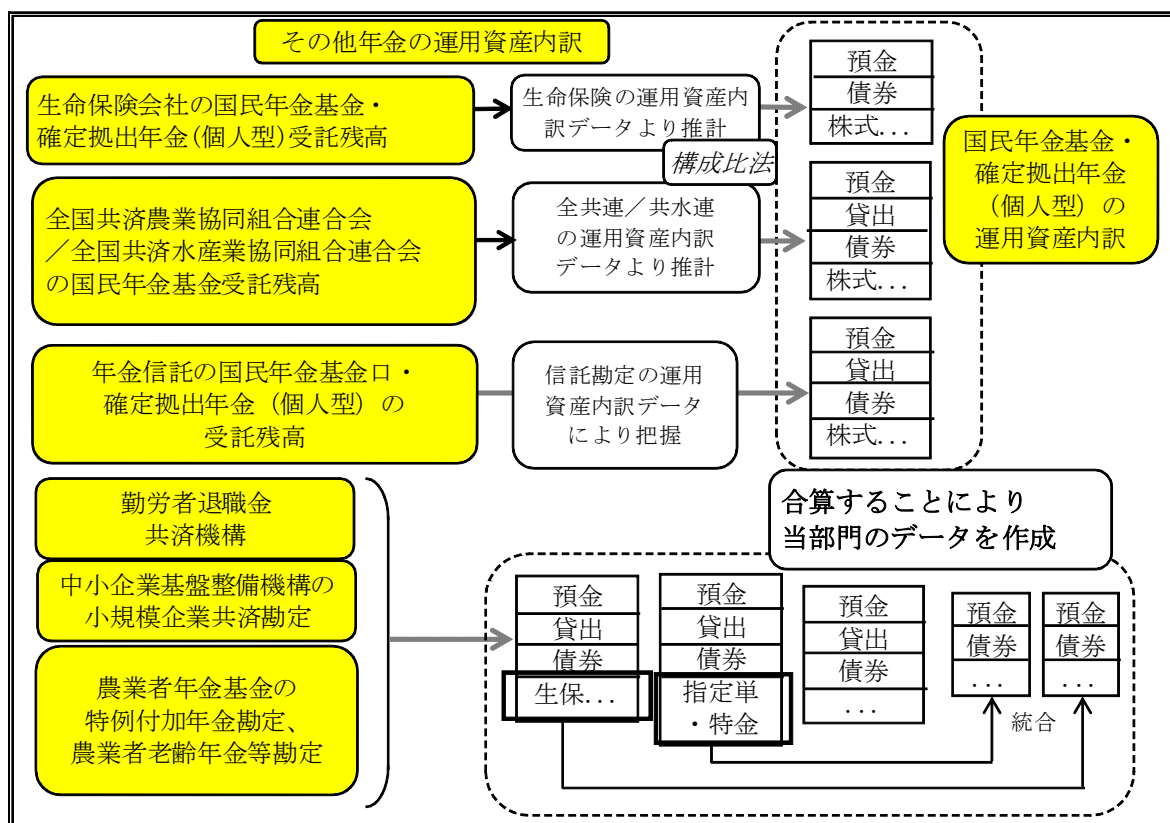 その他年金の運用資産内訳
生命保険会社の国民年金基金・
確定拠出年金(個人型)受託残高
生命保険の運用資産内
訳データより推計
構成比法
預金
債券
株式...
全国共済農業協同組合連合会
／全国共済水産業協同組合連合会
の国民年金基金受託残高
全共連／共水連
の運用資産内訳
データより推計
預金
貸出
債券
株式...
国民年金基金・
確定拠出年金
（個人型）の
運用資産内訳
年金信託の国民年金基金口・
確定拠出年金（個人型）の
受託残高
信託勘定の運用
資産内訳データ
により把握
預金
貸出
債券
株式...
合算することにより
当部門のデータを作成
勤労者退職金
共済機構
中小企業基盤整備機構の
小規模企業共済勘定
農業者年金基金の
特例付加年金勘定、
農業者老齢年金等勘定
預金
貸出
債券
生保...
預金
貸出
債券
指定単
・特金
預金
貸出
債券
...
預金
債券
...
預金
債券
...
統合